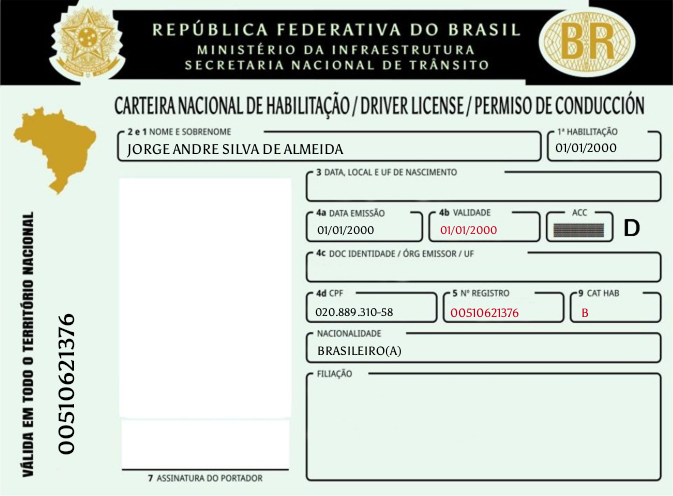 REPÚBLICA FEDERATIVA DO BRASIL
MINISTÉRIO DA INFRAESTRUTURA
SECRETARIA NACIONAL DE TRÂNSITO
BR
CARTEIRA NACIONAL DE HABILITAÇÃO / DRIVER LICENSE / PERMISO DE CONDUCCIÓN
2 e 1 NOME E SOBRENOME
JORGE ANDRE SILVA DE ALMEIDA
1ª HABILITAÇÃO
01/01/2000
3 DATA, LOCAL E UF DE NASCIMENTO
4a DATA EMISSÃO
01/01/2000
4b VALIDADE
01/01/2000
ACC
D
4c DOC IDENTIDADE / ÓRG EMISSOR / UF
4d CPF
020.889.310-58
5 Nº REGISTRO
00510621376
9 CAT HAB
B
NACIONALIDADE
BRASILEIRO(A)
FILIAÇÃO
7 ASSINATURA DO PORTADOR
VÁLIDA EM TODO O TERRITÓRIO NACIONAL
00510621376